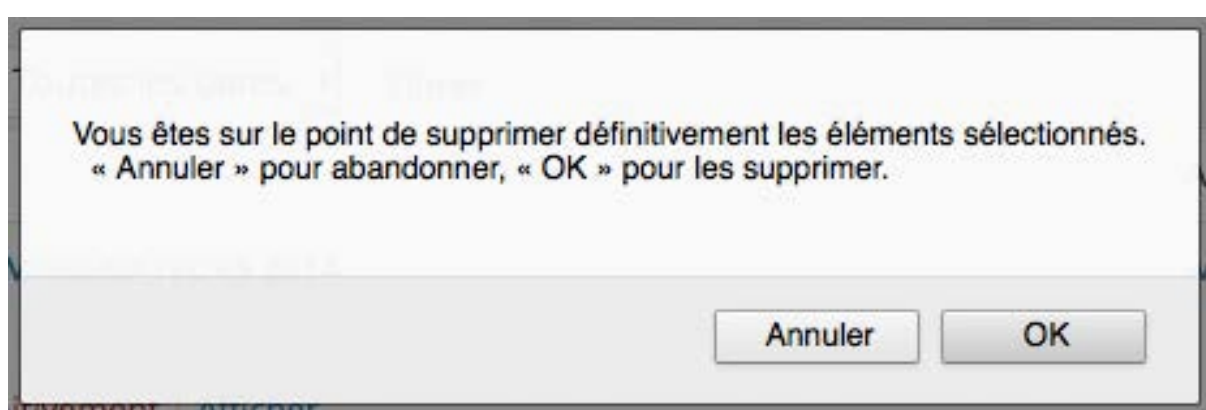 Vous êtes sur le point de supprimer définitivement les éléments sélectionnés.
« Annuler » pour abandonner, « OK » pour les supprimer.
Annuler OK
Afficher